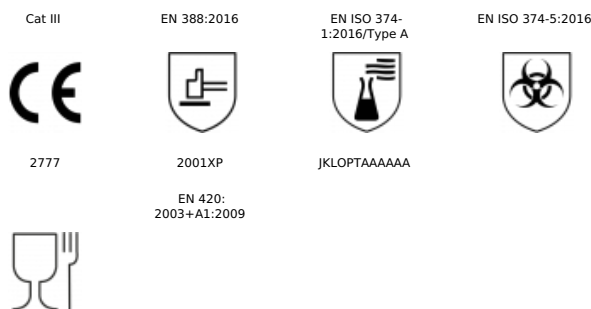 Cat III
EN 388:2016
EN ISO 374-
1:2016/Type A
EN ISO 374-5:2016
CE
2777
2001XP
JKLOPTAAAAAA
EN 420:
2003+A1:2009